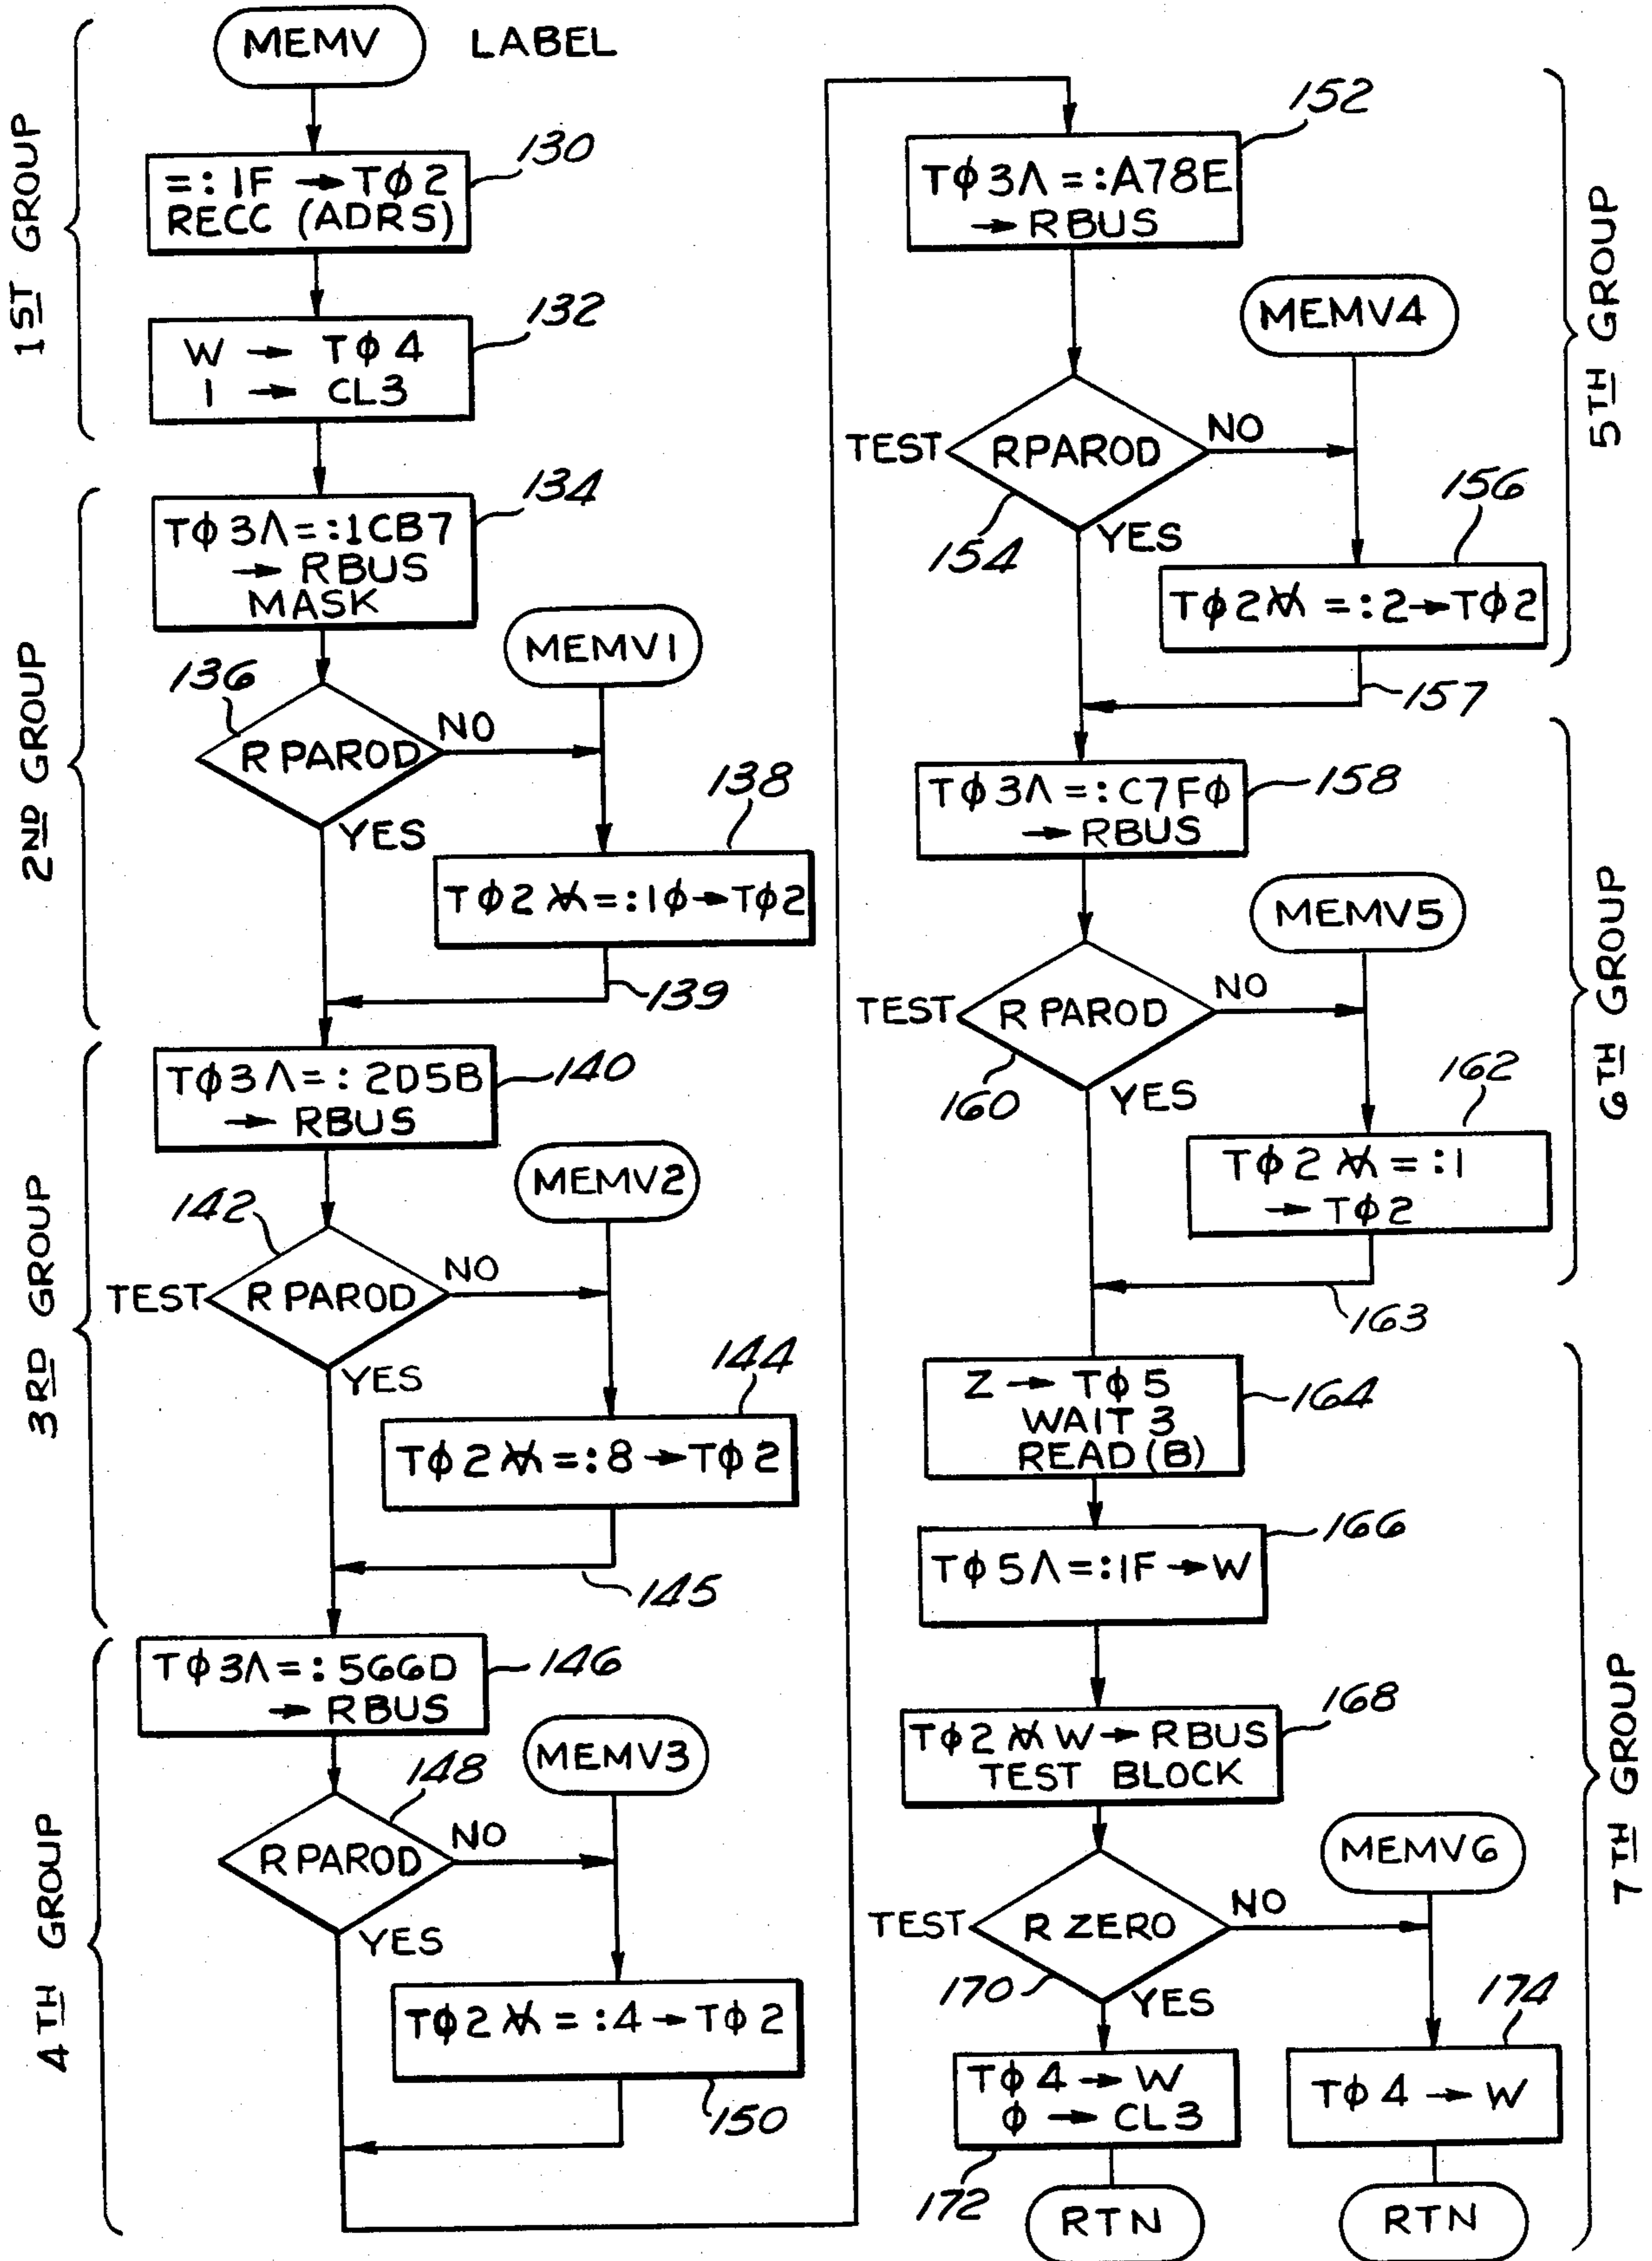 1ST GROUP
MEMV LABEL
=:1F → TΦ2
RECC (ADRS)
130
W → TΦ4
1 → CL3
132
2ND GROUP
TΦ3Λ=:1CB7
→ RBUS
MASK
134
136
R PAROD
NO
YES
MEMV1
TΦ2 ⩝ =:1Φ→TΦ2
138
139
3RD GROUP
TΦ3Λ=:2D5B
→ RBUS
140
142
TEST
R PAROD
NO
YES
MEMV2
TΦ2 ⩝ =:8→TΦ2
144
145
4TH GROUP
TΦ3Λ=:566D
→ RBUS
146
148
R PAROD
NO
YES
MEMV3
TΦ2 ⩝ =:4→TΦ2
150
5TH GROUP
TΦ3Λ=:A78E
→ RBUS
152
TEST
RPAROD
NO
YES
154
MEMV4
TΦ2 ⩝ =:2→TΦ2
156
157
6TH GROUP
TΦ3Λ=:C7FΦ
→ RBUS
158
TEST
R PAROD
NO
YES
160
MEMV5
TΦ2 ⩝ =:1
→ TΦ2
162
163
7TH GROUP
Z → TΦ5
WAIT 3
READ (B)
164
TΦ5Λ=:1F→W
166
TΦ2 ⩝ W→RBUS
TEST BLOCK
168
TEST
R ZERO
NO
YES
170
MEMV6
TΦ4→W
Φ → CL3
172
RTN
TΦ4 → W
174
RTN